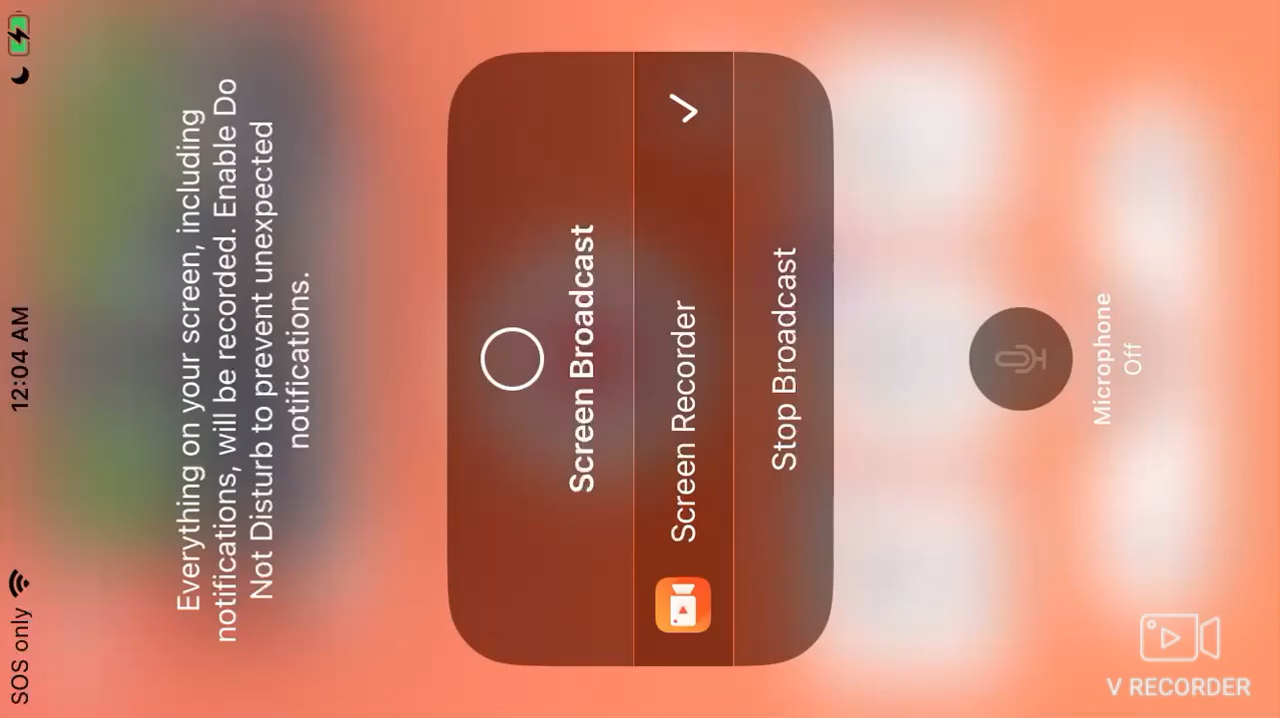 SOS only
12:04 AM
Everything on your screen, including
notifications, will be recorded. Enable Do
Not Disturb to prevent unexpected
notifications.
Screen Broadcast
Screen Recorder
Stop Broadcast
Microphone
Off
V RECORDER